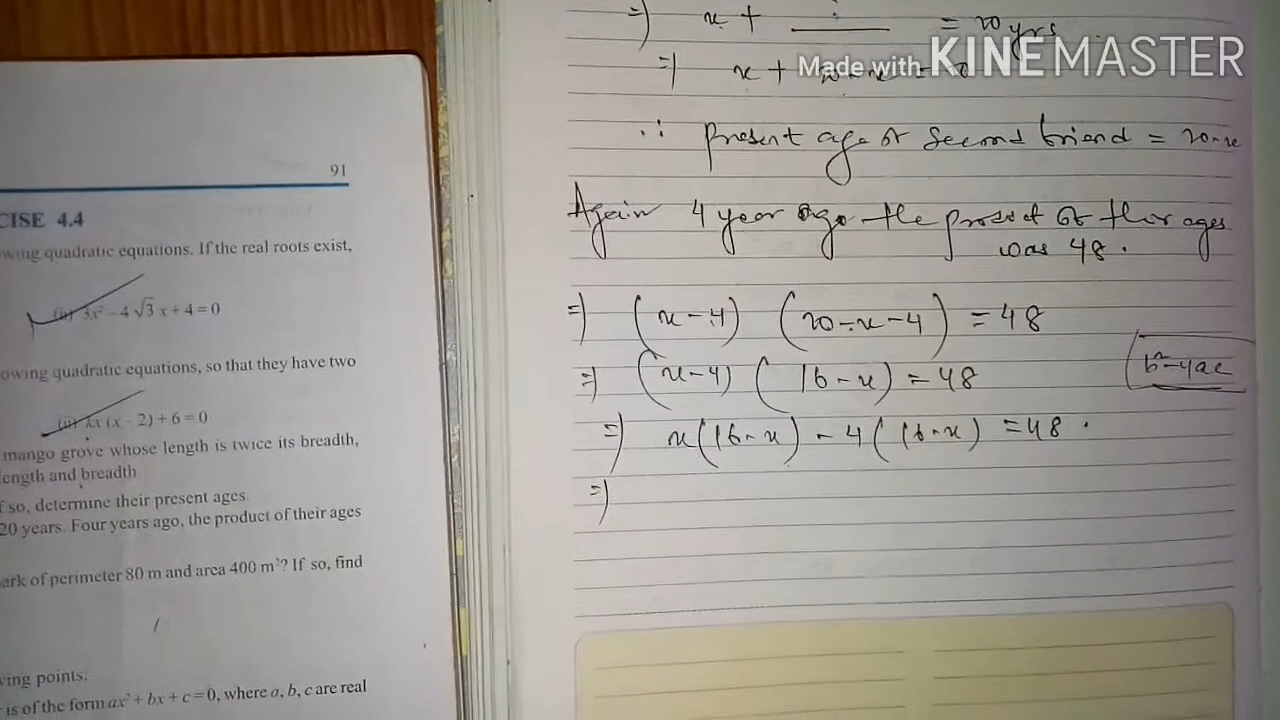 91
CISE 4.4
owing quadratic equations. If the real roots exist,
(ii) 3x² – 4√3 x + 4 = 0
owing quadratic equations, so that they have two
(ii) kx (x – 2) + 6 = 0
mango grove whose length is twice its breadth,
length and breadth.
f so, determine their present ages.
20 years. Four years ago, the product of their ages
ark of perimeter 80 m and area 400 m²? If so, find
wing points:
is of the form ax² + bx + c = 0, where a, b, c are real
=) x + = 20 yrs
=) x +
Made with KINEMASTER
∴ Present age of Second friend = 20-x
Again 4 year ago the product of their ages
was 48.
=) (x-4) (20-x-4) = 48
=) (x-4) (16-x) = 48
b²-4ac
=) x(16-x) - 4(16-x) = 48
=)